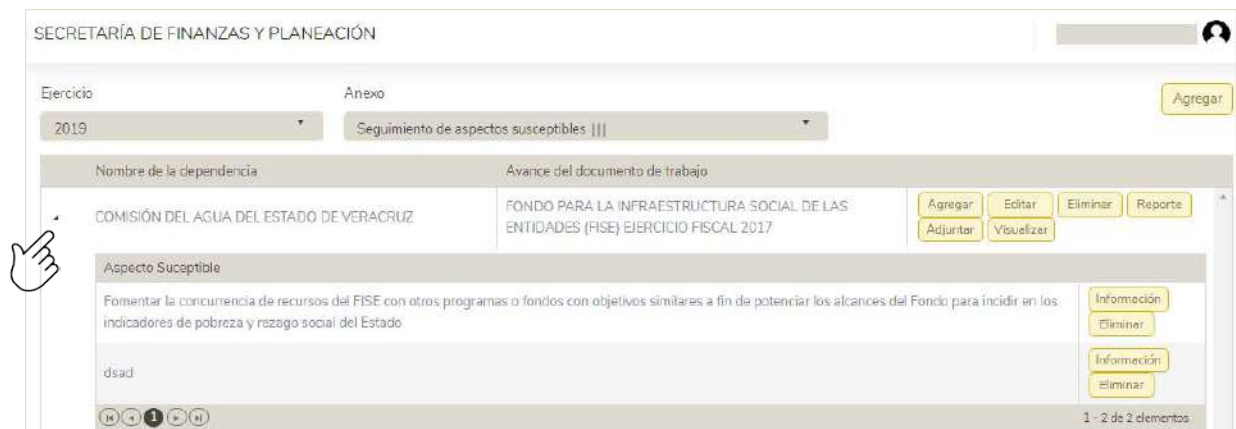 SECRETARÍA DE FINANZAS Y PLANEACIÓN
Ejercicio
Anexo
Agregar
2019
Seguimiento de aspectos susceptibles |||
Nombre de la dependencia
Avance del documento de trabajo
COMISIÓN DEL AGUA DEL ESTADO DE VERACRUZ
FONDO PARA LA INFRAESTRUCTURA SOCIAL DE LAS
ENTIDADES (FISE) EJERCICIO FISCAL 2017
Agregar Editar Eliminar Reporte
Adjuntar Visualizar
Aspecto Suceptible
Fomentar la concurrencia de recursos del FISE con otros programas o fondos con objetivos similares a fin de potenciar los alcances del Fondo para incidir en los
indicadores de pobreza y rezago social del Estado
Información
Eliminar
dsad
Información
Eliminar
1
1 - 2 de 2 elementos